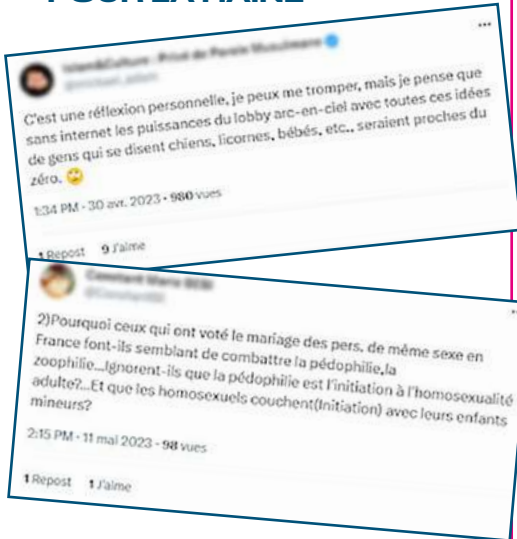 POUR LA HAINE
C'est une réflexion personnelle, je peux me tromper, mais je pense que
sans internet les puissances du lobby arc-en-ciel avec toutes ces idées
de gens qui se disent chiens, licornes, bébés, etc., seraient proches du
zéro. 🙄
1:34 PM · 30 avr. 2023 · 980 vues
1 Repost 9 J'aime
2)Pourquoi ceux qui ont voté le mariage des pers. de même sexe en
France font-ils semblant de combattre la pédophilie,la
zoophilie...Ignorent-ils que la pédophilie est l'initiation à l'homosexualité
adulte?...Et que les homosexuels couchent(Initiation) avec leurs enfants
mineurs?
2:15 PM · 11 mai 2023 · 98 vues
1 Repost 1 J'aime